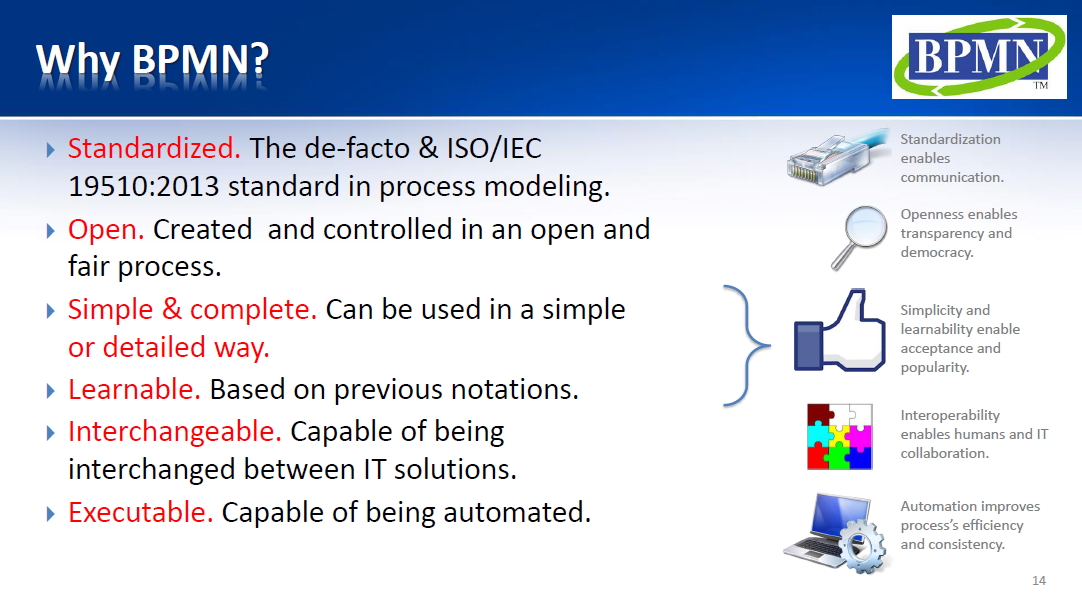 Why BPMN?
BPMN
TM
Standardized. The de-facto & ISO/IEC
19510:2013 standard in process modeling.
Open. Created  and controlled in an open and
fair process.
Simple & complete. Can be used in a simple
or detailed way.
Learnable. Based on previous notations.
Interchangeable. Capable of being
interchanged between IT solutions.
Executable. Capable of being automated.
Standardization
enables
communication.
Openness enables
transparency and
democracy.
Simplicity and
learnability enable
acceptance and
popularity.
Interoperability
enables humans and IT
collaboration.
Automation improves
process’s efficiency
and consistency.
14